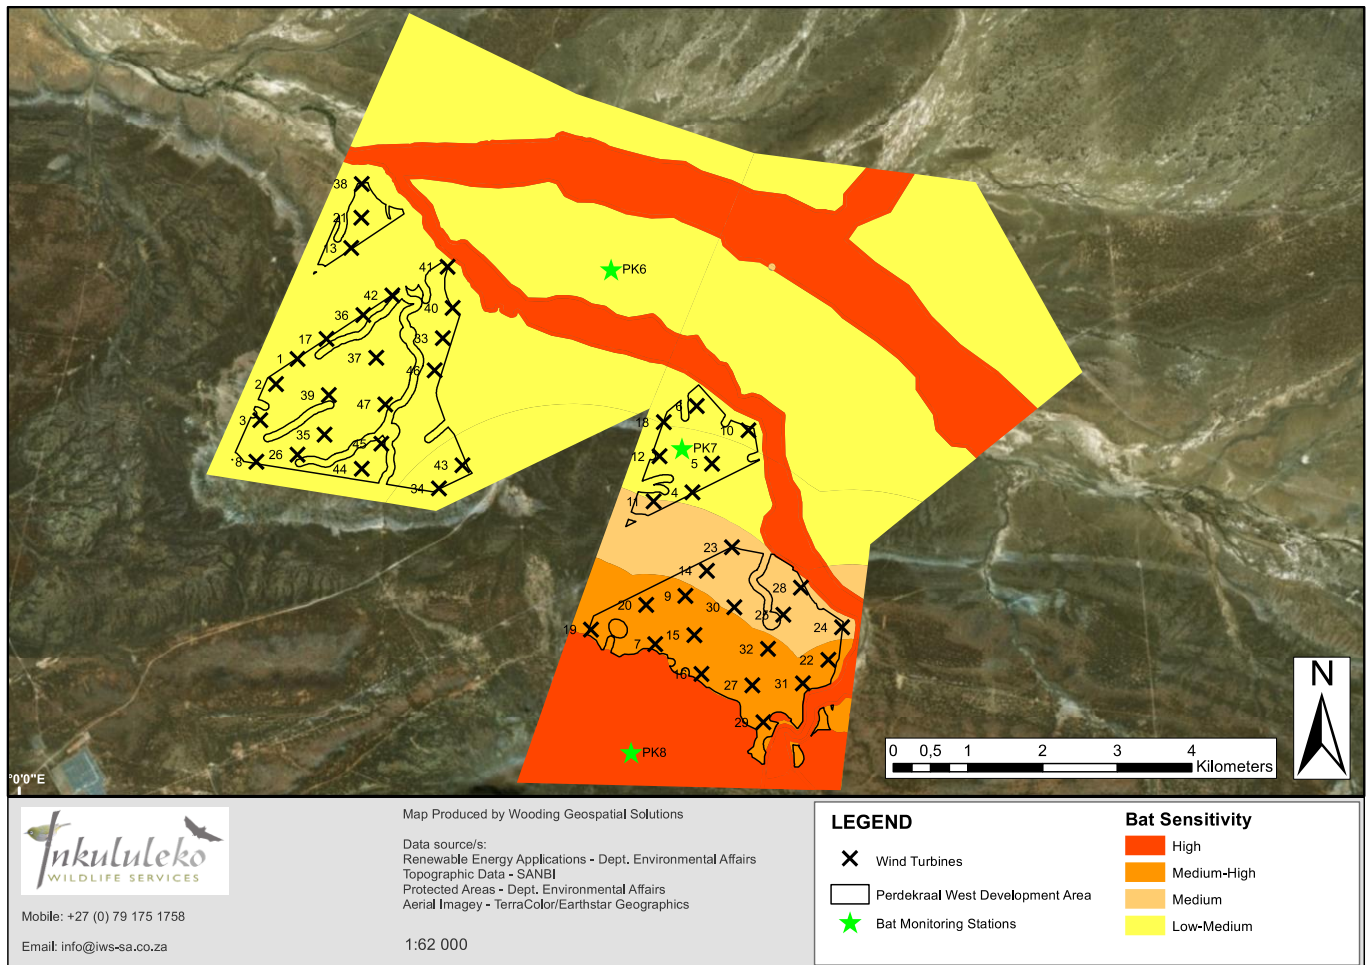 38
21
13
41
42
40
36
17
33
1
37
46
2
39
47
3
35
45
26
8
44
43
34
PK6
6
18
10
PK7
12
5
4
11
23
14
28
9
20
30
25
19
24
15
7
32
22
16
27
31
29
PK8
N
0 0,5 1 2 3 4
Kilometers
°0'0"E
Inkululeko
WILDLIFE SERVICES
Mobile: +27 (0) 79 175 1758
Email: info@iws-sa.co.za
Map Produced by Wooding Geospatial Solutions
Data source/s:
Renewable Energy Applications - Dept. Environmental Affairs
Topographic Data - SANBI
Protected Areas - Dept. Environmental Affairs
Aerial Imagey - TerraColor/Earthstar Geographics
1:62 000
LEGEND
Wind Turbines
Perdekraal West Development Area
Bat Monitoring Stations
Bat Sensitivity
High
Medium-High
Medium
Low-Medium